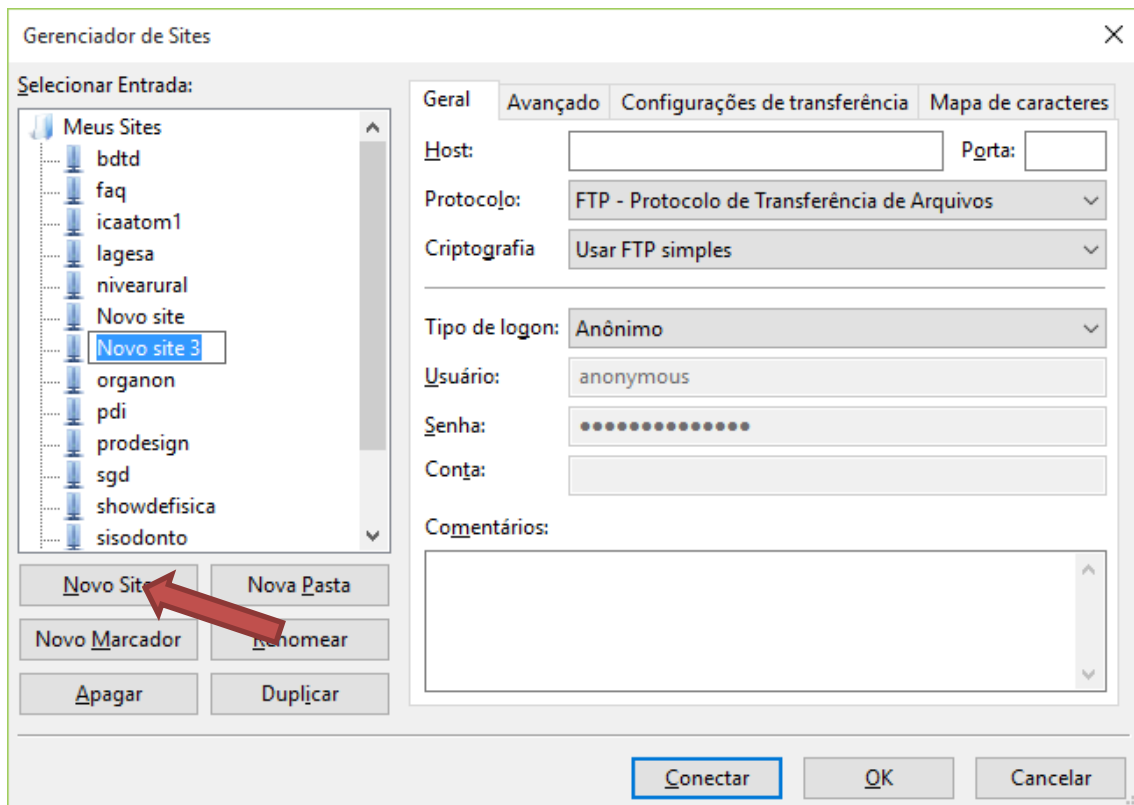 Gerenciador de Sites
Selecionar Entrada:
Meus Sites
bdtd
faq
icaatom1
lagesa
nivearural
Novo site
Novo site 3
organon
pdi
prodesign
sgd
showdefisica
sisodonto
Novo Site
Nova Pasta
Novo Marcador
Renomear
Apagar
Duplicar
Geral
Avançado
Configurações de transferência
Mapa de caracteres
Host:
Porta:
Protocolo:
FTP - Protocolo de Transferência de Arquivos
Criptografia
Usar FTP simples
Tipo de logon:
Anônimo
Usuário:
anonymous
Senha:
••••••••••••••
Conta:
Comentários:
Conectar
OK
Cancelar